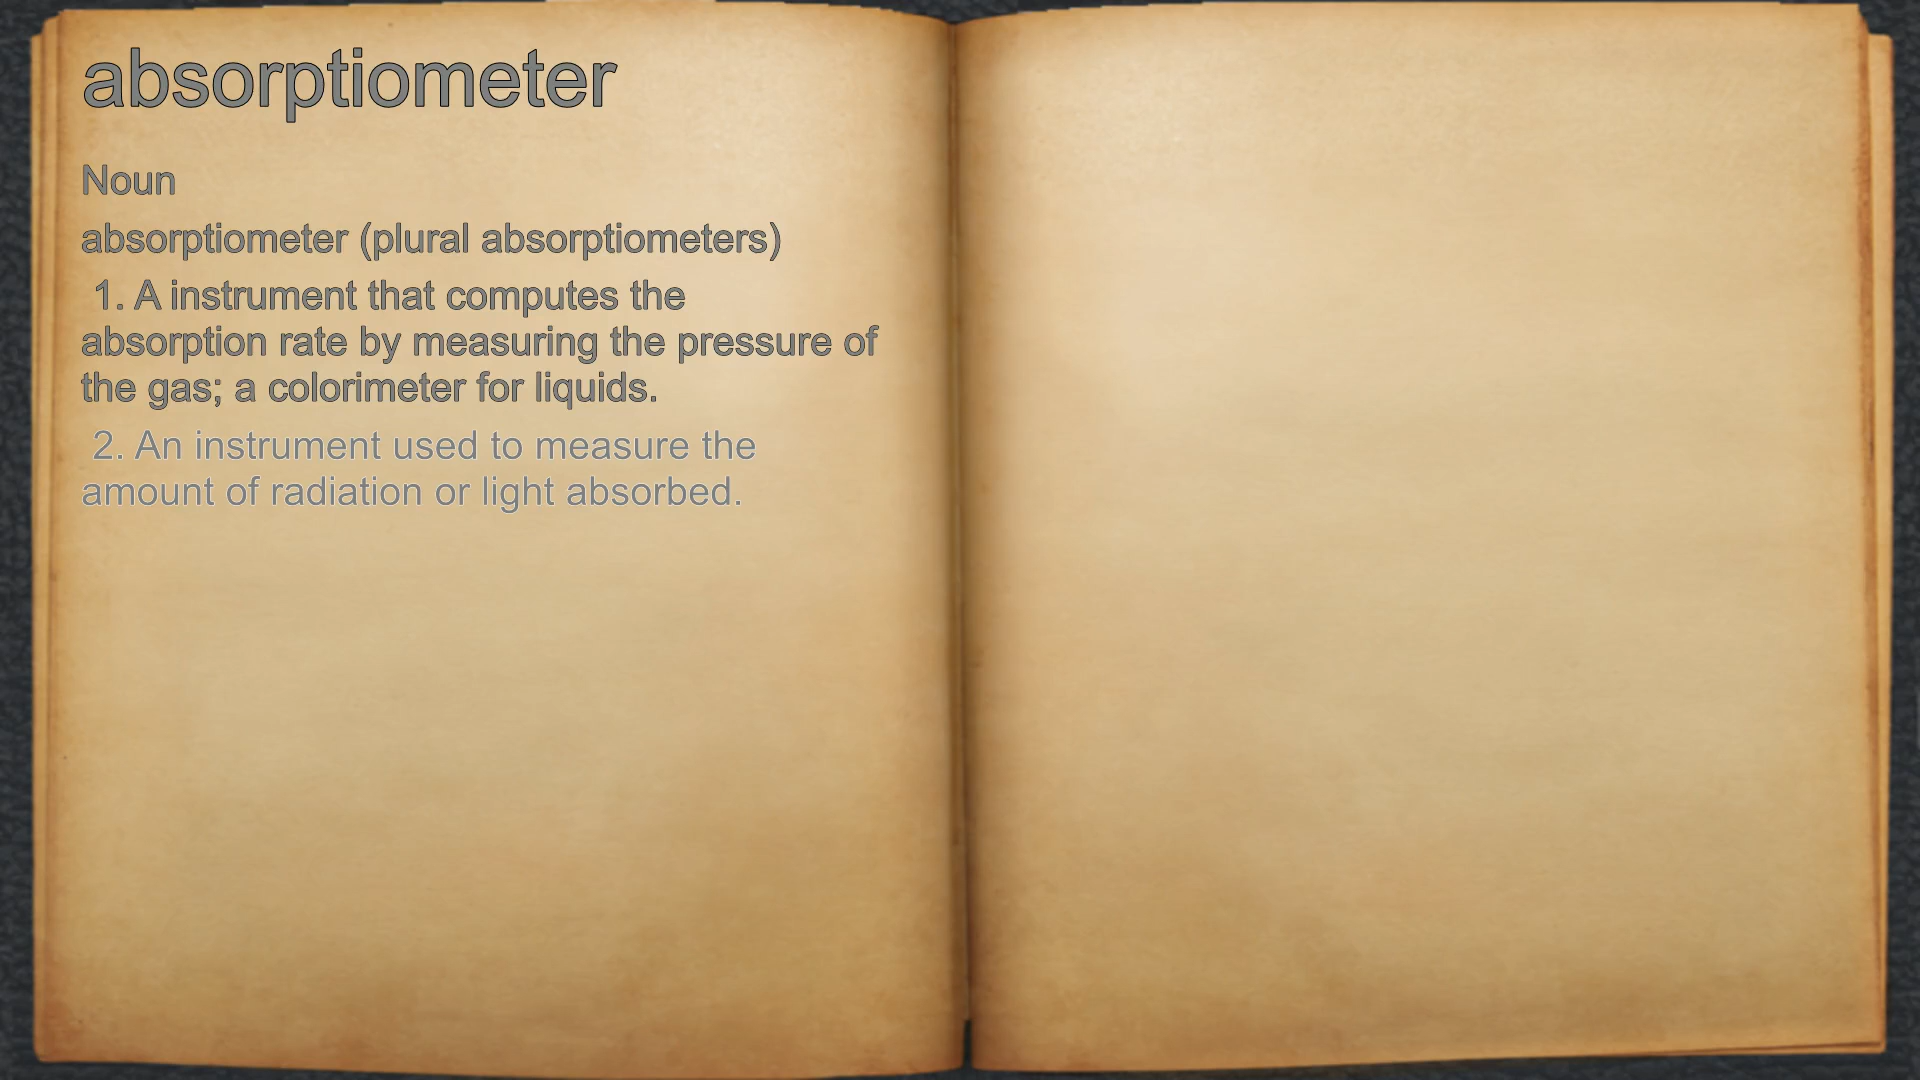 absorptiometer
Noun
absorptiometer (plural absorptiometers)
1. A instrument that computes the
absorption rate by measuring the pressure of
the gas; a colorimeter for liquids.
2. An instrument used to measure the
amount of radiation or light absorbed.